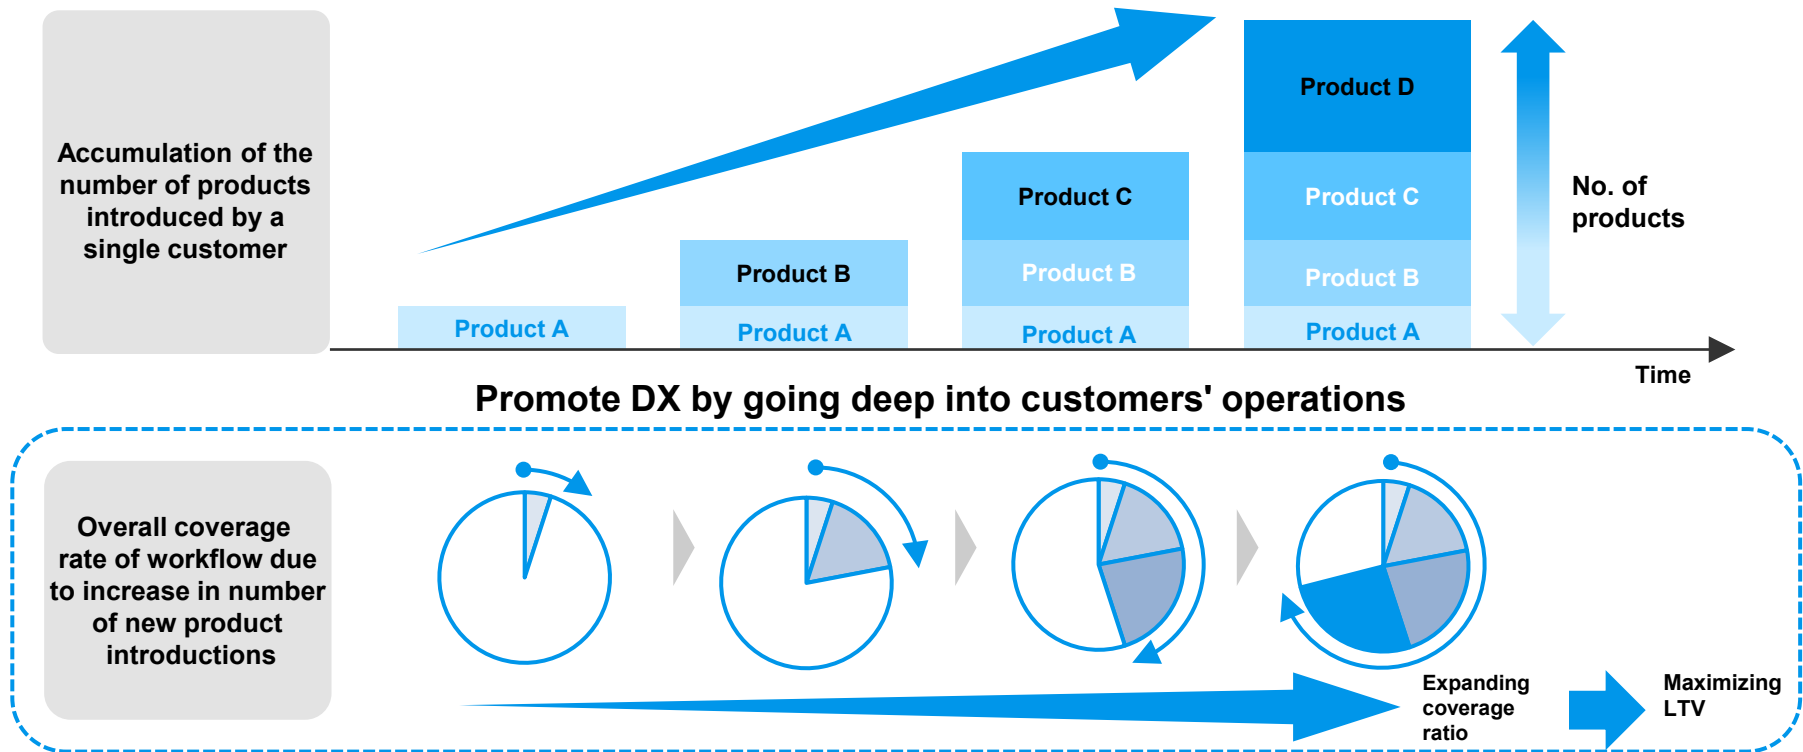 Accumulation of the
number of products
introduced by a
single customer
Product A
Product B
Product A
Product C
Product B
Product A
Product D
Product C
Product B
Product A
No. of
products
Time
Promote DX by going deep into customers' operations
Overall coverage
rate of workflow due
to increase in number
of new product
introductions
Expanding
coverage
ratio
Maximizing
LTV